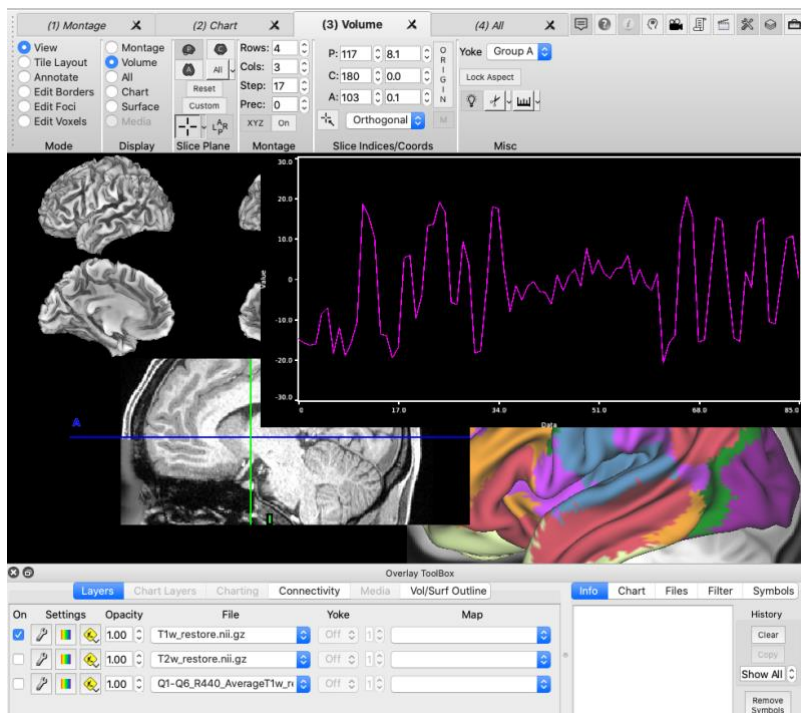 (1) Montage (2) Chart (3) Volume (4) All
View
Tile Layout
Annotate
Edit Borders
Edit Foci
Edit Voxels
Mode
Montage
Volume
All
Chart
Surface
Media
Display
P C
A All
Reset
Custom
L A P R
Slice Plane
Rows: 4
Cols: 3
Step: 17
Prec: 0
XYZ On
Montage
P: 117 8.1
C: 180 0.0
A: 103 0.1
ORIGIN
Orthogonal M
Slice Indices/Coords
Yoke Group A
Lock Aspect
Misc
30.0
20.0
10.0
0
-10.0
-20.0
-30.0
Value
0 17.0 34.0 51.0 68.0 85.0
Data
A
I
Overlay ToolBox
Layers Chart Layers Charting Connectivity Media Vol/Surf Outline
On Settings Opacity File Yoke Map
1.00 T1w_restore.nii.gz Off 1
1.00 T2w_restore.nii.gz Off 1
1.00 Q1-Q6_R440_AverageT1w_re Off 1
Info Chart Files Filter Symbols
History
Clear
Copy
Show All
Remove
Symbols